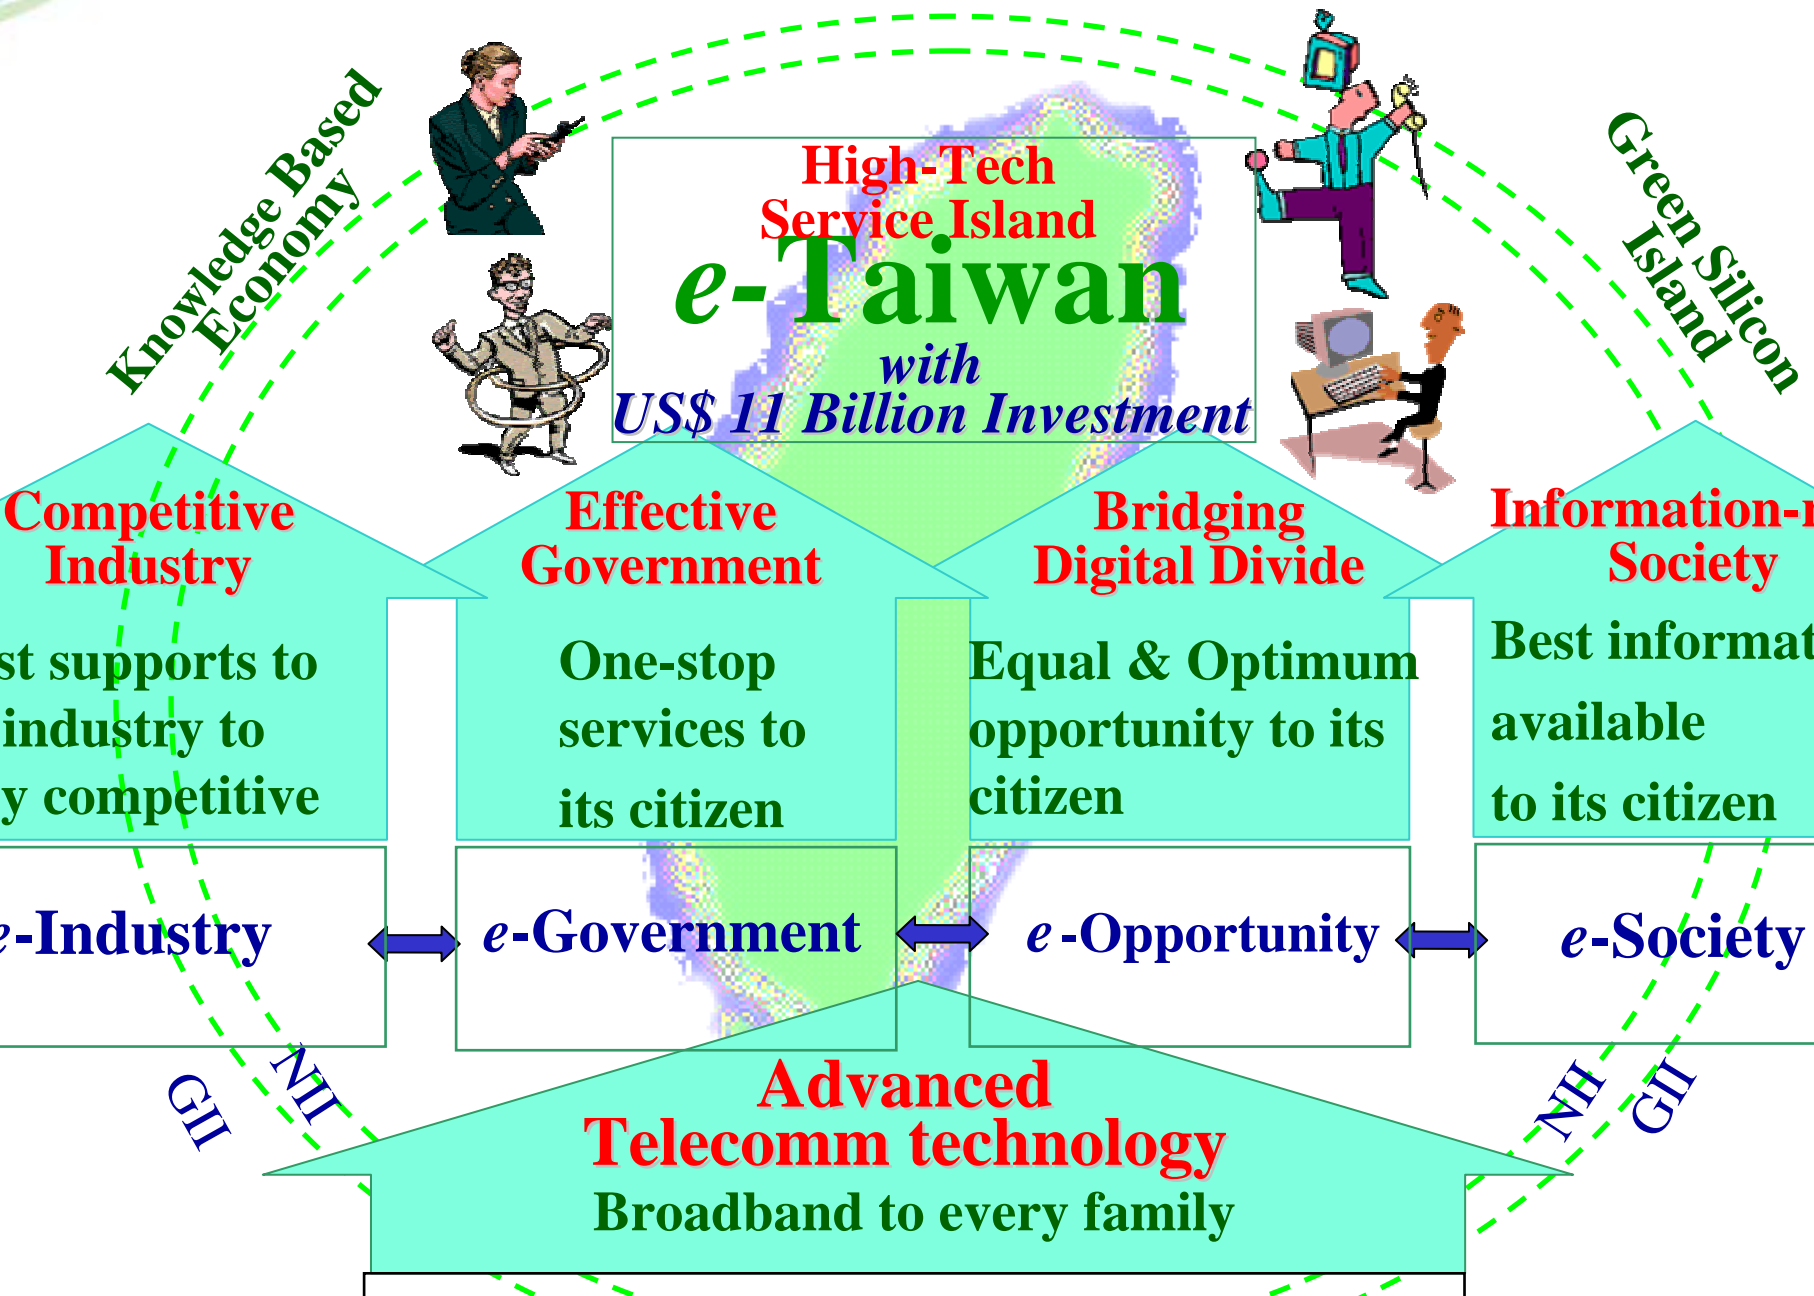 Knowledge Based
Economy
Green Silicon
Island
High-Tech
Service Island
e-Taiwan
with
US$ 11 Billion Investment
Competitive
Industry
supports to
industry to
competitive
Effective
Government
One-stop
services to
its citizen
Bridging
Digital Divide
Equal & Optimum
opportunity to its
citizen
Society
Best
available
to its citizen
e-Industry
e-Government
e-Opportunity
e-Society
GII
NII
NII
GII
Advanced
Telecomm technology
Broadband to every family